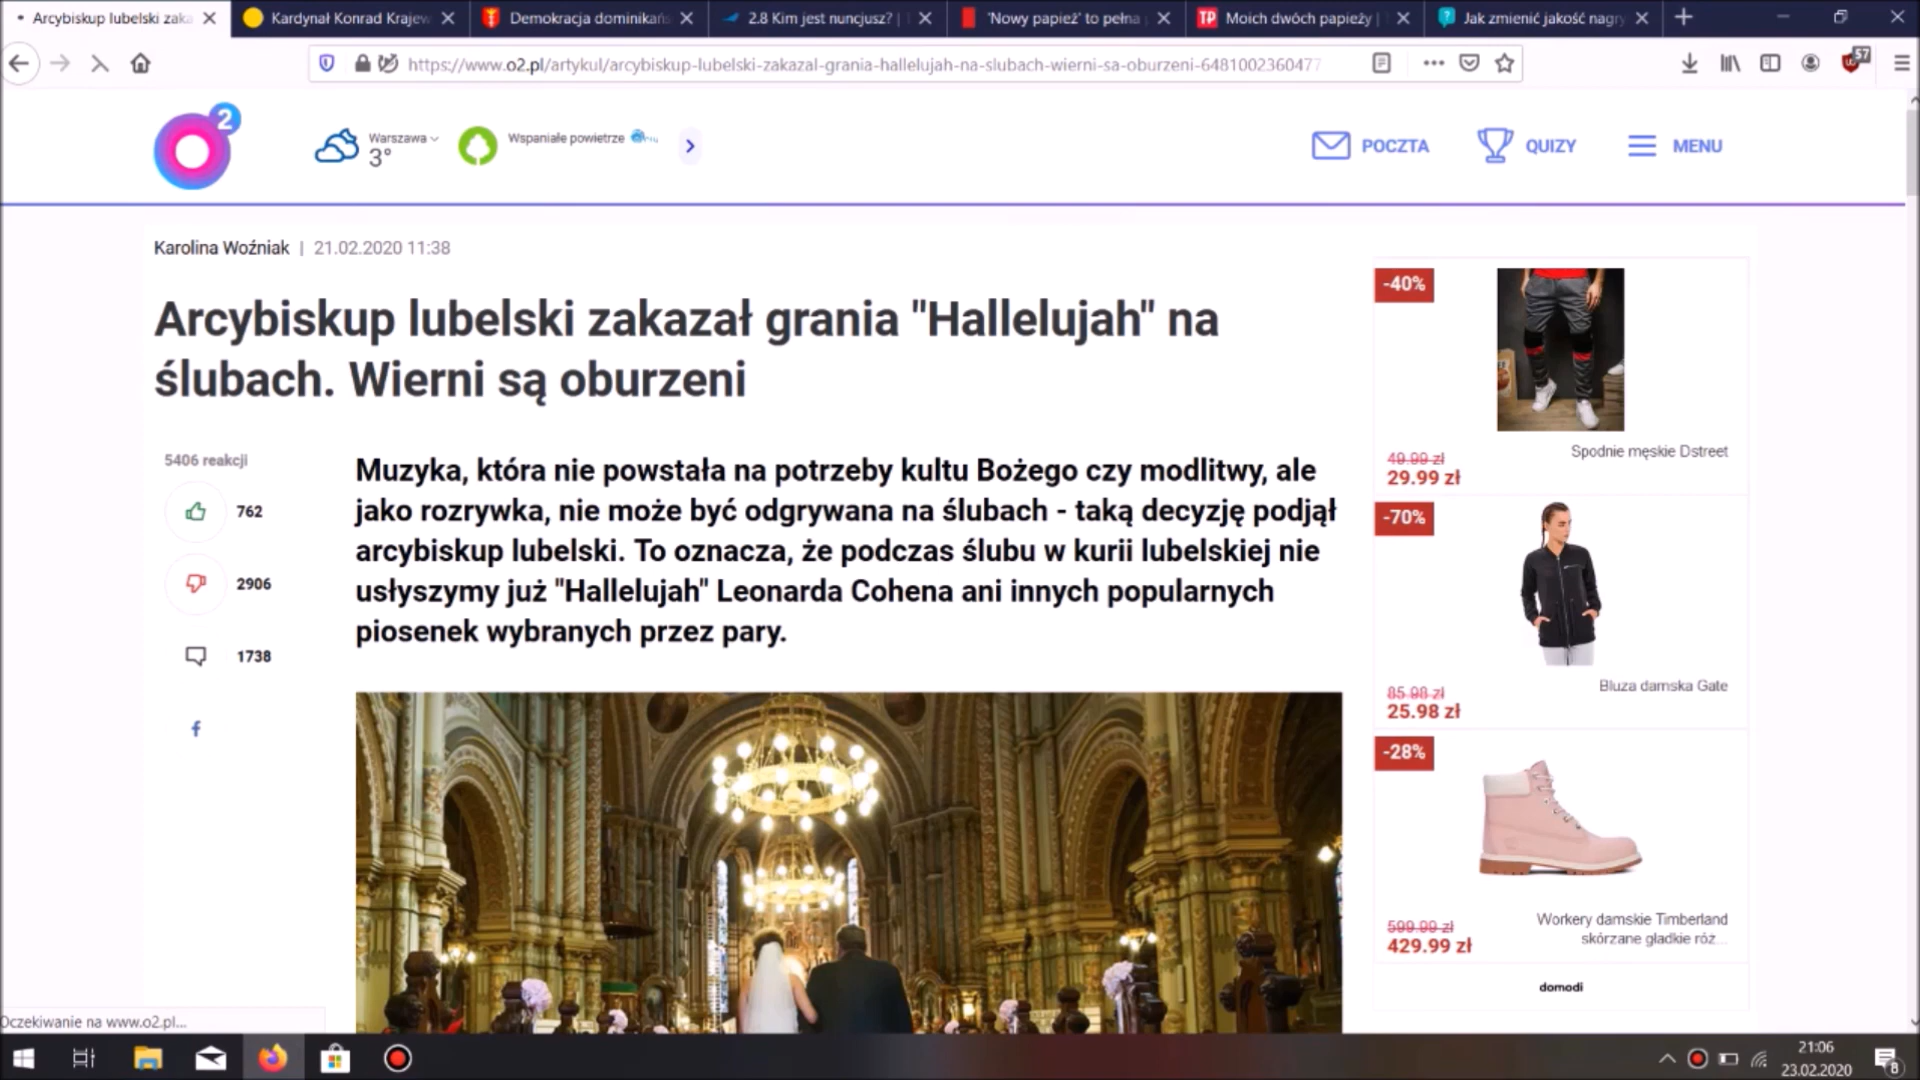 Arcybiskup lubelski zaka
Kardynał Konrad Krajew
Demokracja dominikańs
2.8 Kim jest nuncjusz? |
'Nowy papież' to pełna
TP Moich dwóch papieży |
Jak zmienić jakość nagry
https://www.o2.pl/artykul/arcybiskup-lubelski-zakazal-grania-hallelujah-na-slubach-wierni-sa-oburzeni-6481002360477
57
2
Warszawa
3°
Wspaniałe powietrze
POCZTA
QUIZY
MENU
Karolina Woźniak | 21.02.2020 11:38
Arcybiskup lubelski zakazał grania "Hallelujah" na
ślubach. Wierni są oburzeni
5406 reakcji
762
2906
1738
Muzyka, która nie powstała na potrzeby kultu Bożego czy modlitwy, ale
jako rozrywka, nie może być odgrywana na ślubach - taką decyzję podjął
arcybiskup lubelski. To oznacza, że podczas ślubu w kurii lubelskiej nie
usłyszymy już "Hallelujah" Leonarda Cohena ani innych popularnych
piosenek wybranych przez pary.
-40%
Spodnie męskie Dstreet
49.99 zł
29.99 zł
-70%
Bluza damska Gate
85.98 zł
25.98 zł
-28%
Workery damskie Timberland
skórzane gładkie róż...
599.99 zł
429.99 zł
domodi
Oczekiwanie na www.o2.pl...
21:06
23.02.2020
8